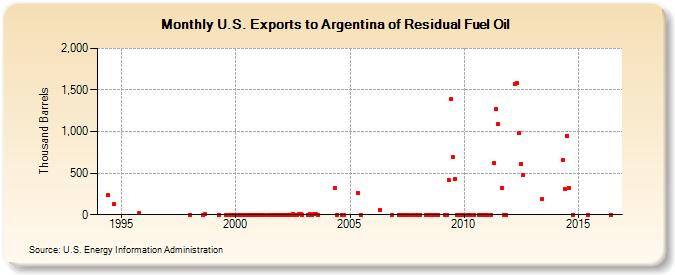 Monthly U.S. Exports to Argentina of Residual Fuel Oil
Thousand Barrels
2,000
1,500
1,000
500
0
1995 2000 2005 2010 2015
Source: U.S. Energy Information Administration